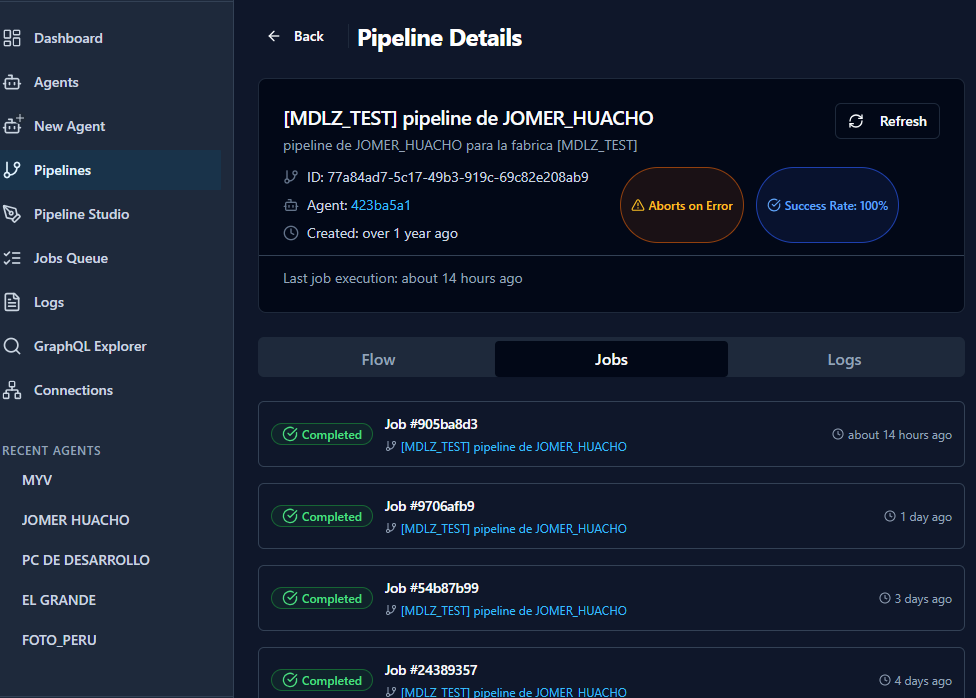 Dashboard
Agents
New Agent
Pipelines
Pipeline Studio
Jobs Queue
Logs
GraphQL Explorer
Connections
RECENT AGENTS
MYV
JOMER HUACHO
PC DE DESARROLLO
EL GRANDE
FOTO_PERU
Back
Pipeline Details
[MDLZ_TEST] pipeline de JOMER_HUACHO
Refresh
pipeline de JOMER_HUACHO para la fabrica [MDLZ_TEST]
ID: 77a84ad7-5c17-49b3-919c-69c82e208ab9
Agent: 423ba5a1
Created: over 1 year ago
Aborts on Error
Success Rate: 100%
Last job execution: about 14 hours ago
Flow
Jobs
Logs
Completed
Job #905ba8d3
[MDLZ_TEST] pipeline de JOMER_HUACHO
about 14 hours ago
Completed
Job #9706afb9
[MDLZ_TEST] pipeline de JOMER_HUACHO
1 day ago
Completed
Job #54b87b99
[MDLZ_TEST] pipeline de JOMER_HUACHO
3 days ago
Completed
Job #24389357
[MDLZ_TEST] pipeline de JOMER_HUACHO
4 days ago